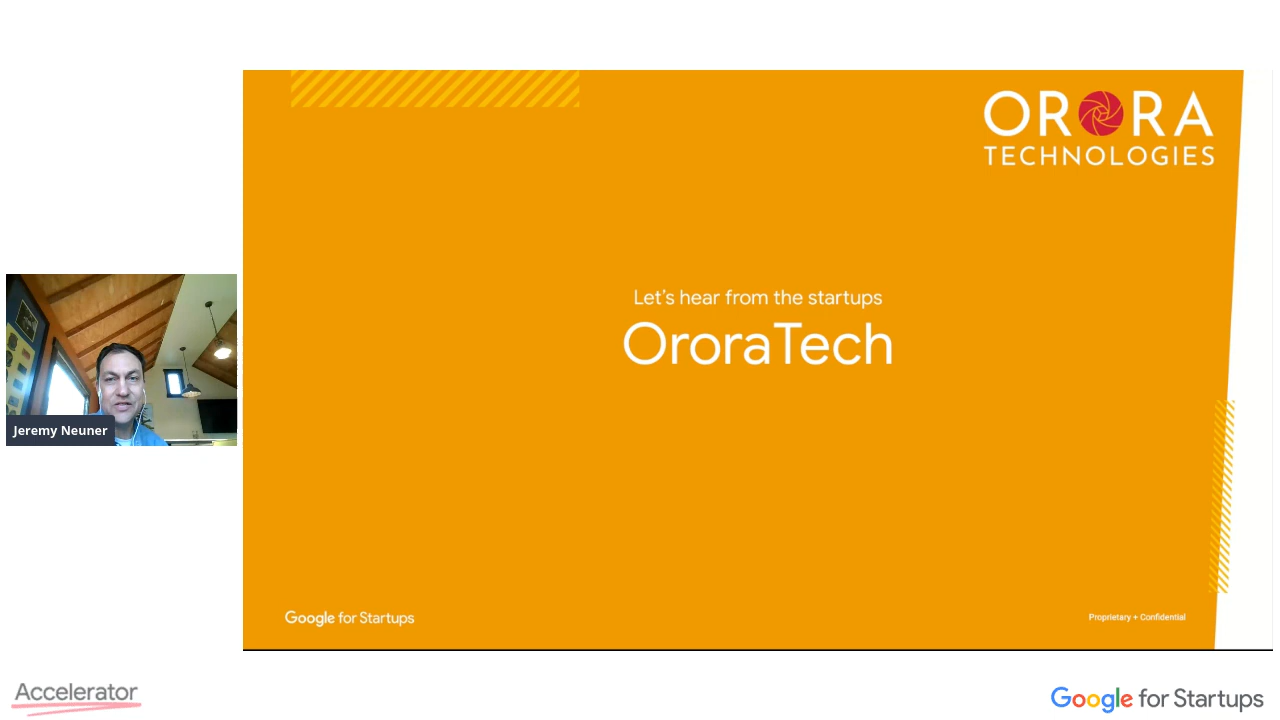 ORORA
TECHNOLOGIES
Let's hear from the startups
OroraTech
Jeremy Neuner
Google for Startups
Proprietary + Confidential
Accelerator
Google for Startups